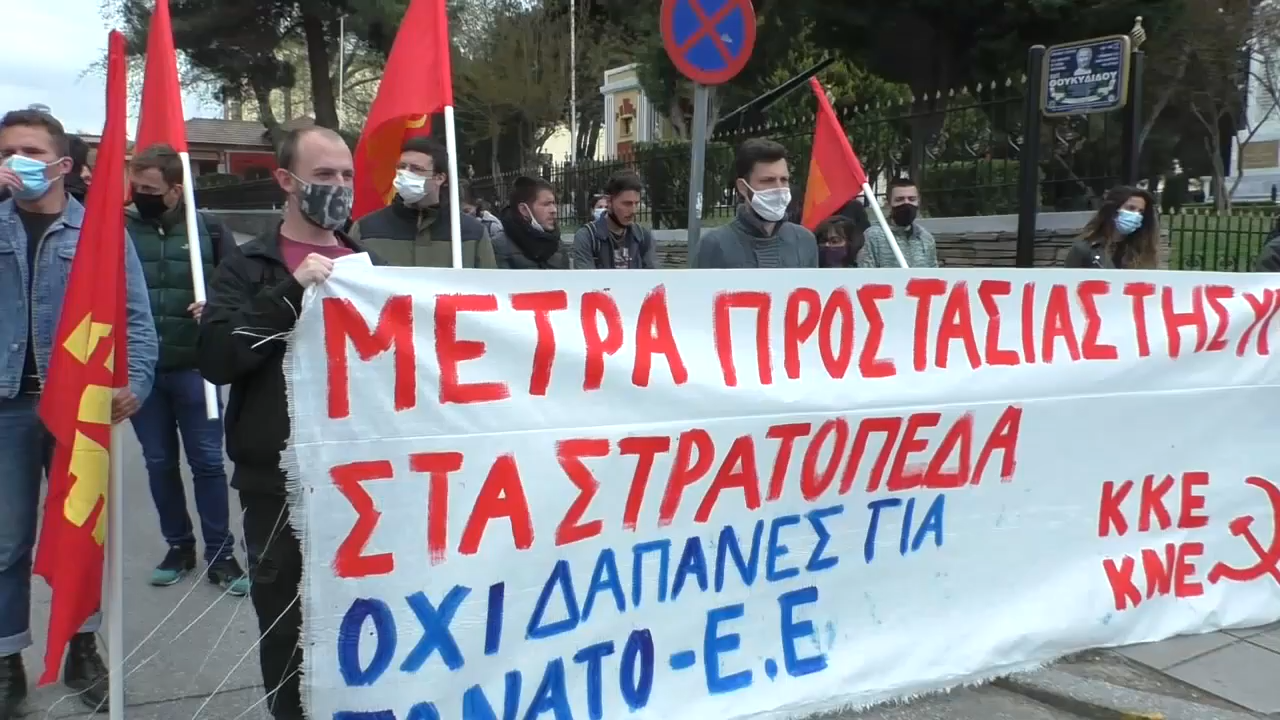 ΘΟΥΚΥΔΙΔΟΥ
ΜΕΤΡΑ ΠΡΟΣΤΑΣΙΑΣ ΤΗΣ
ΣΤΑ ΣΤΡΑΤΟΠΕΔΑ
ΟΧΙ ΔΑΠΑΝΕΣ ΓΙΑ
ΝΑΤΟ-Ε.Ε
ΚΚΕ
ΚΝΕ